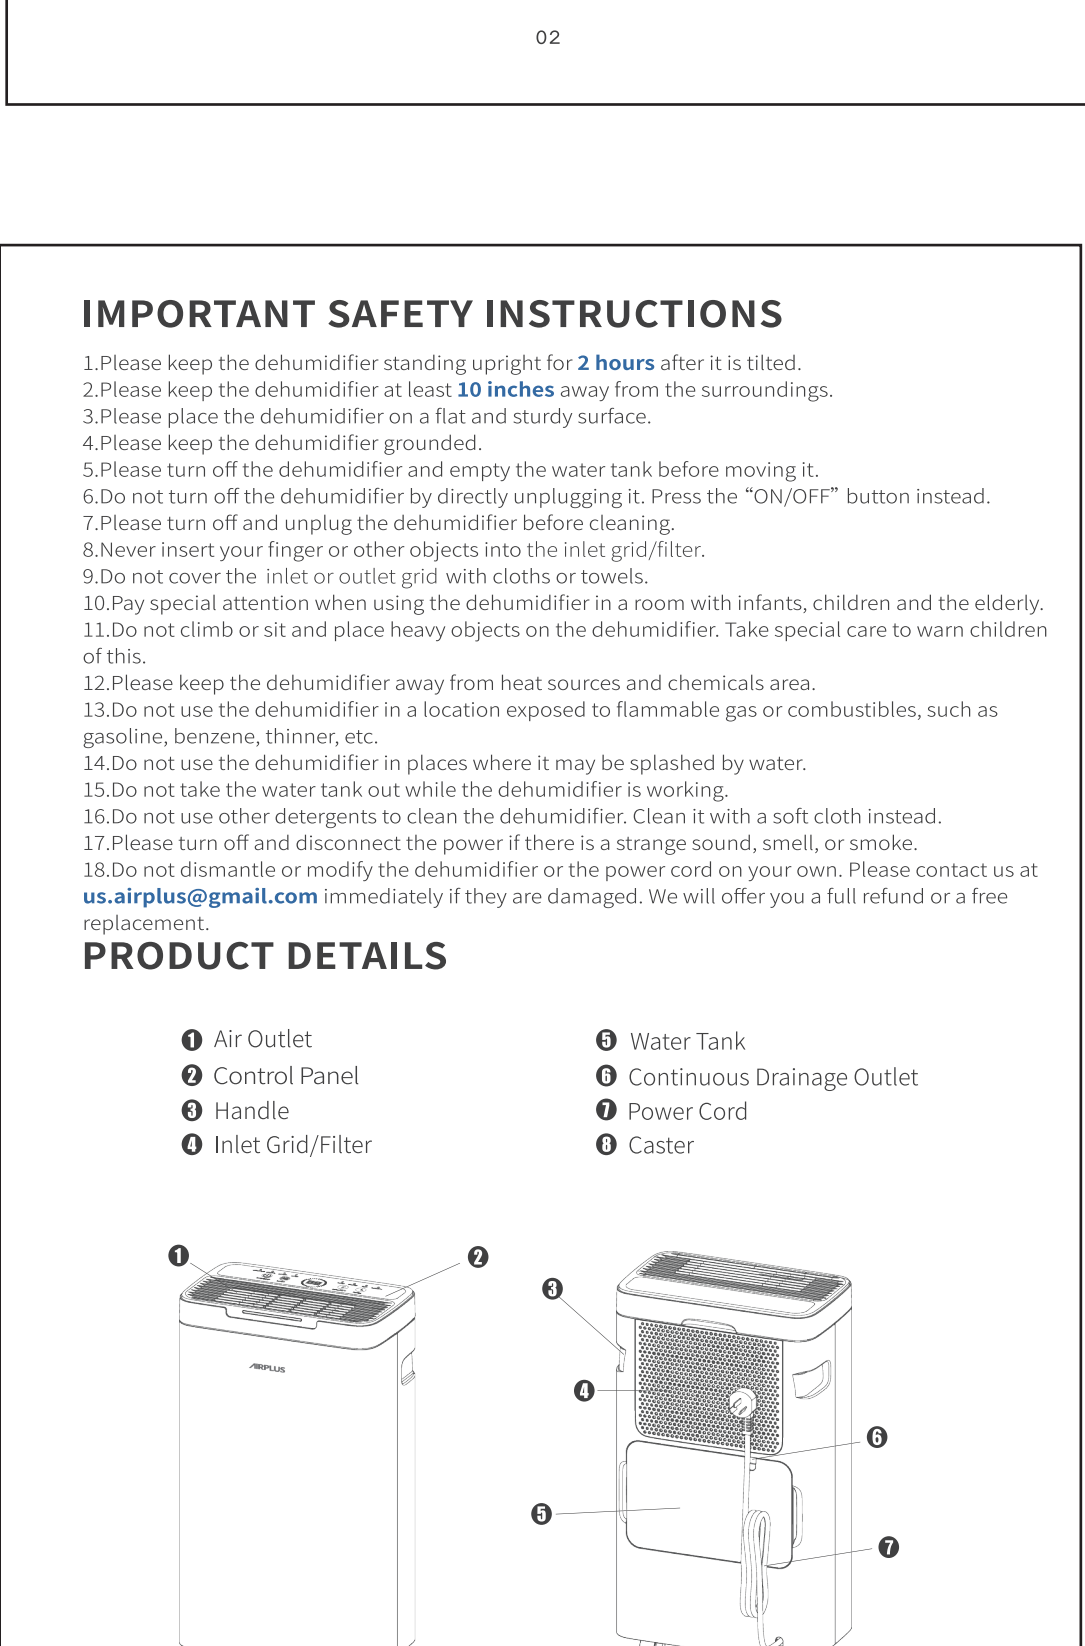 02
IMPORTANT SAFETY INSTRUCTIONS
1.Please keep the dehumidifier standing upright for 2 hours after it is tilted.
2.Please keep the dehumidifier at least 10 inches away from the surroundings.
3.Please place the dehumidifier on a flat and sturdy surface.
4.Please keep the dehumidifier grounded.
5.Please turn off the dehumidifier and empty the water tank before moving it.
6.Do not turn off the dehumidifier by directly unplugging it. Press the “ON/OFF” button instead.
7.Please turn off and unplug the dehumidifier before cleaning.
8.Never insert your finger or other objects into the inlet grid/filter.
9.Do not cover the inlet or outlet grid with cloths or towels.
10.Pay special attention when using the dehumidifier in a room with infants, children and the elderly.
11.Do not climb or sit and place heavy objects on the dehumidifier. Take special care to warn children
of this.
12.Please keep the dehumidifier away from heat sources and chemicals area.
13.Do not use the dehumidifier in a location exposed to flammable gas or combustibles, such as
gasoline, benzene, thinner, etc.
14.Do not use the dehumidifier in places where it may be splashed by water.
15.Do not take the water tank out while the dehumidifier is working.
16.Do not use other detergents to clean the dehumidifier. Clean it with a soft cloth instead.
17.Please turn off and disconnect the power if there is a strange sound, smell, or smoke.
18.Do not dismantle or modify the dehumidifier or the power cord on your own. Please contact us at
us.airplus@gmail.com immediately if they are damaged. We will offer you a full refund or a free
replacement.
PRODUCT DETAILS
1 Air Outlet
2 Control Panel
3 Handle
4 Inlet Grid/Filter
5 Water Tank
6 Continuous Drainage Outlet
7 Power Cord
8 Caster
1
2
AIRPLUS
3
4
6
5
7